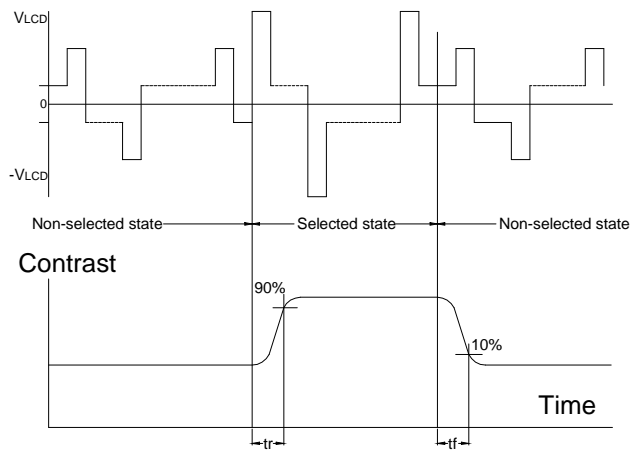 VLCD
0
-VLCD
Non-selected state
Selected state
Non-selected state
Contrast
90%
10%
Time
tr
tf